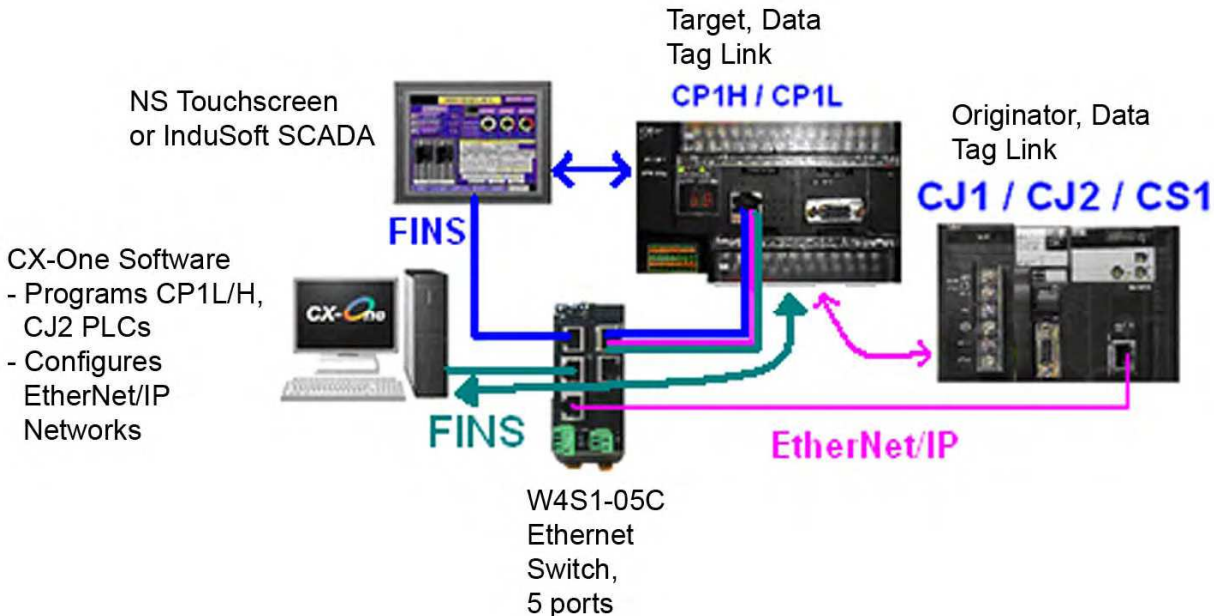 Target, Data
Tag Link
CP1H / CP1L
NS Touchscreen
or InduSoft SCADA
Originator, Data
Tag Link
CJ1 / CJ2 / CS1
FINS
CX-One Software
- Programs CP1L/H,
CJ2 PLCs
- Configures
EtherNet/IP
Networks
CX-One
FINS
EtherNet/IP
W4S1-05C
Ethernet
Switch,
5 ports